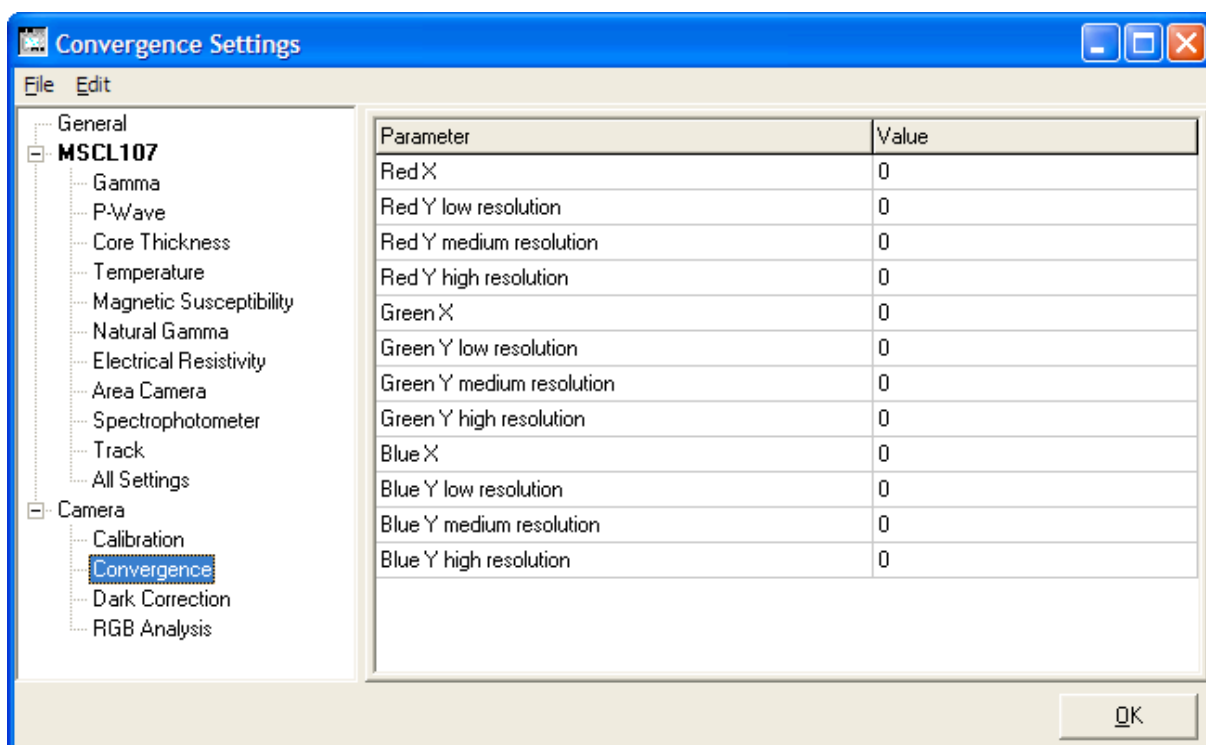 Convergence Settings
File Edit
General
MSCL107
Gamma
P-Wave
Core Thickness
Temperature
Magnetic Susceptibility
Natural Gamma
Electrical Resistivity
Area Camera
Spectrophotometer
Track
All Settings
Camera
Calibration
Convergence
Dark Correction
RGB Analysis
Parameter Value
Red X 0
Red Y low resolution 0
Red Y medium resolution 0
Red Y high resolution 0
Green X 0
Green Y low resolution 0
Green Y medium resolution 0
Green Y high resolution 0
Blue X 0
Blue Y low resolution 0
Blue Y medium resolution 0
Blue Y high resolution 0
OK